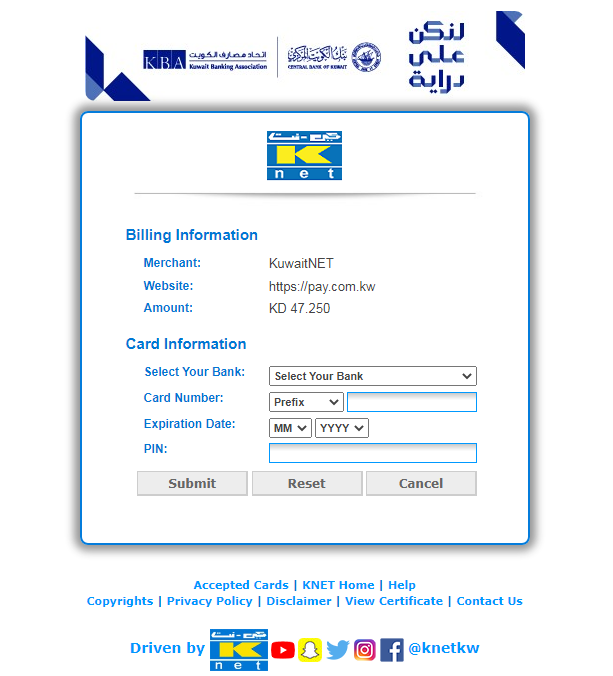 KBA
اتحاد مصارف الكويت
Kuwait Banking Association
بنك الكويت المركزي
CENTRAL BANK OF KUWAIT
لنكن
على
دراية
كي - نت
K
net
Billing Information
Merchant: KuwaitNET
Website: https://pay.com.kw
Amount: KD 47.250
Card Information
Select Your Bank: Select Your Bank
Card Number: Prefix
Expiration Date: MM YYYY
PIN:
Submit Reset Cancel
Accepted Cards | KNET Home | Help
Copyrights | Privacy Policy | Disclaimer | View Certificate | Contact Us
Driven by كي - نت K net @knetkw